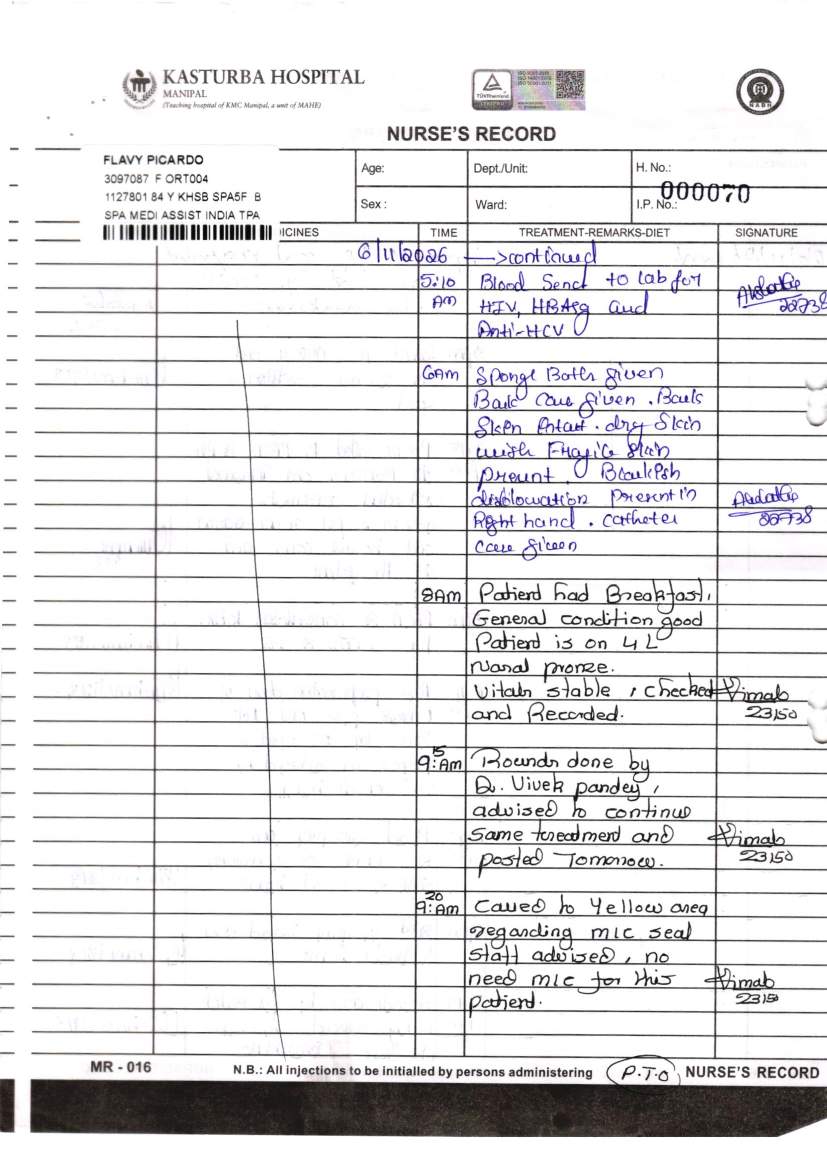 KASTURBA HOSPITAL
MANIPAL
(Teaching hospital of KMC Manipal, a unit of MAHE)
NURSE'S RECORD
FLAVY PICARDO
3097087 F ORT004
1127801 84 Y KHSB SPA5F B
SPA MEDI ASSIST INDIA TPA
Age: Dept./Unit: H. No.:
Sex : Ward: I.P. No.: 000070
ICINES TIME TREATMENT-REMARKS-DIET SIGNATURE
6/11/2026 →continued
5:10 AM Blood Send to lab for
HIV, HBASg and 22738
Anti-HCV
6AM Sponge Bath given
Back care given . Back
Skin intact . dry Skin
with Fragile Skin
present. Blackish
present in
Right hand . catheter 22738
care given
8AM Patient had Breakfast,
General condition good
Patient is on 4L
Nasal pronze.
Vitals stable , checked Vimala
and Recorded. 23150
9:15 AM Rounds done by
Dr. Vivek pandey ,
advised to continue
same treatment and Vimala
posted Tomorrow. 23150
9:20 AM Called to Yellow area
regarding mlc seal
staff advised, no
need mlc for this Vimala
patient. 23150
MR - 016 N.B.: All injections to be initialled by persons administering P.T.O NURSE'S RECORD